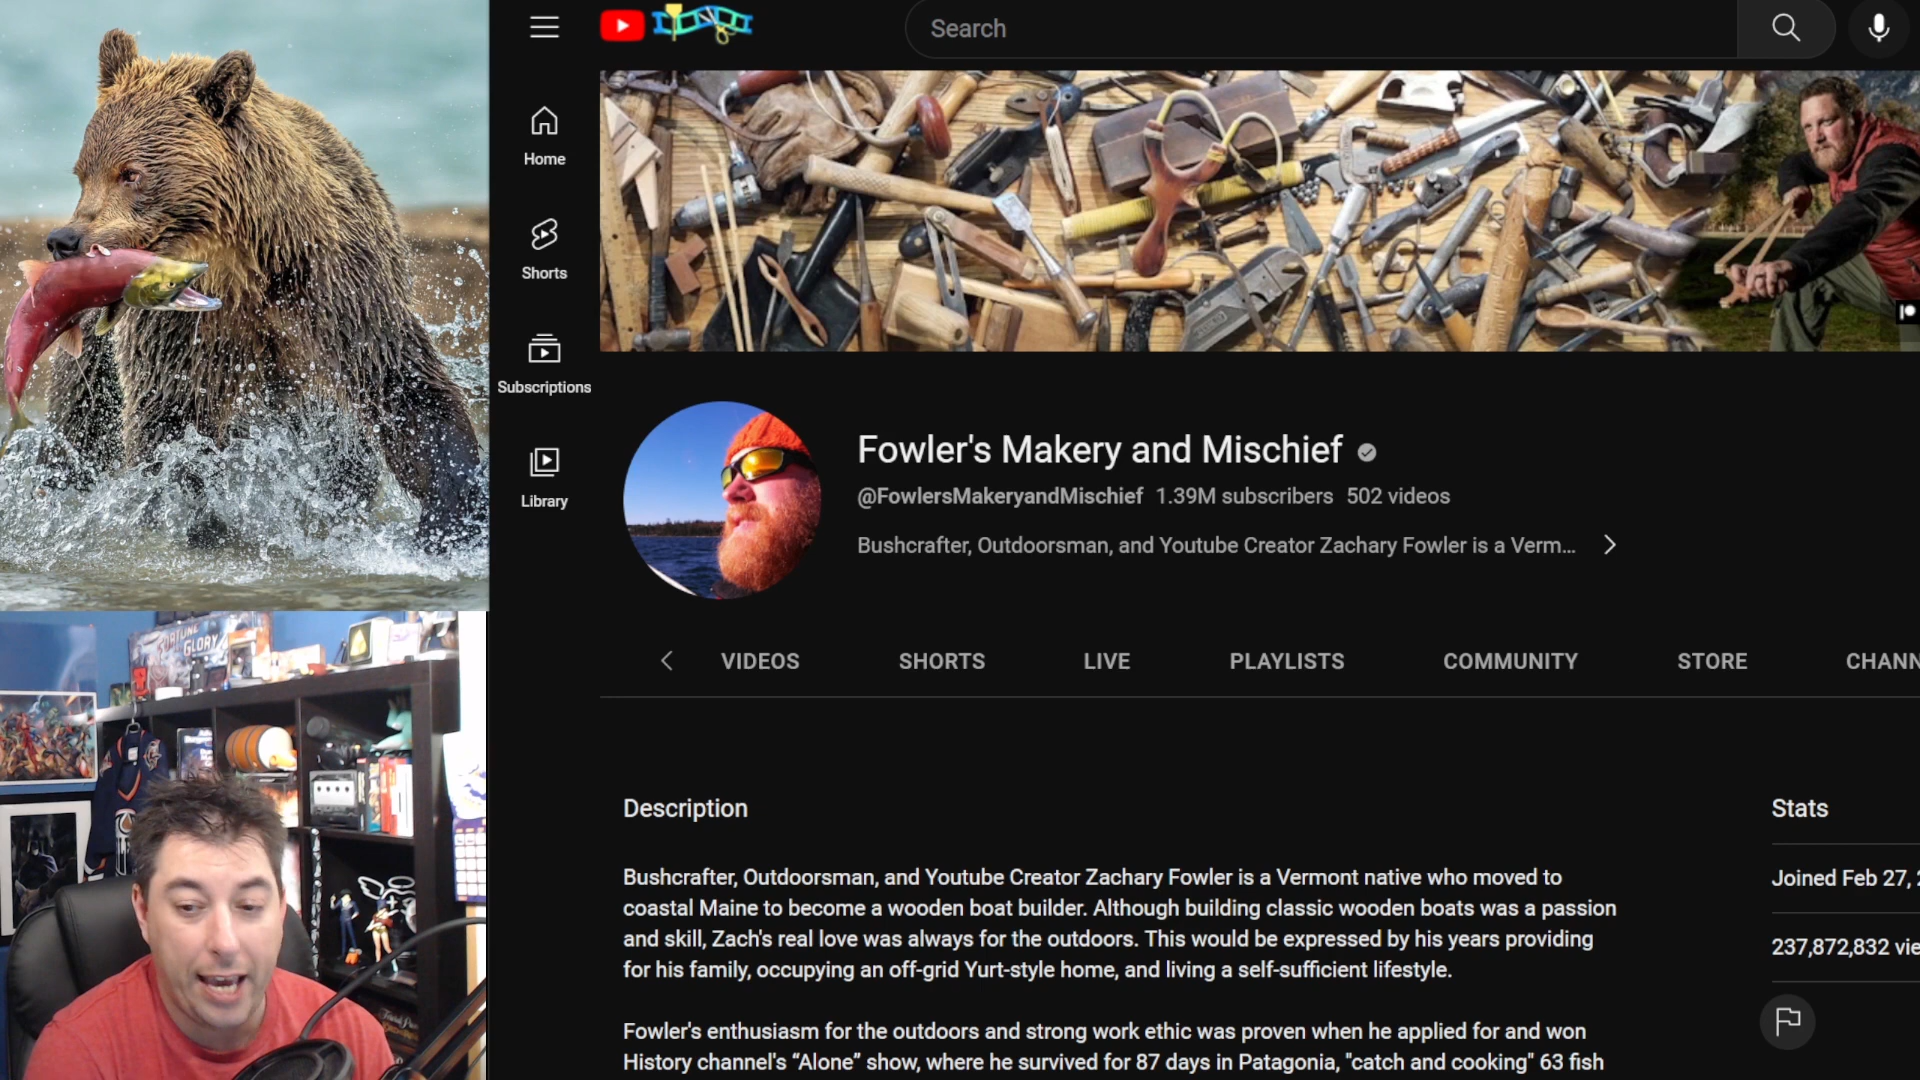 Search
Home
Shorts
Subscriptions
Library
Fowler's Makery and Mischief
@FowlersMakeryandMischief 1.39M subscribers 502 videos
Bushcrafter, Outdoorsman, and Youtube Creator Zachary Fowler is a Verm...
VIDEOS SHORTS LIVE PLAYLISTS COMMUNITY STORE CHANN
Description
Bushcrafter, Outdoorsman, and Youtube Creator Zachary Fowler is a Vermont native who moved to
coastal Maine to become a wooden boat builder. Although building classic wooden boats was a passion
and skill, Zach's real love was always for the outdoors. This would be expressed by his years providing
for his family, occupying an off-grid Yurt-style home, and living a self-sufficient lifestyle.
Fowler's enthusiasm for the outdoors and strong work ethic was proven when he applied for and won
History channel's “Alone” show, where he survived for 87 days in Patagonia, "catch and cooking" 63 fish
Stats
Joined Feb 27, 2
237,872,832 vie
GLORY